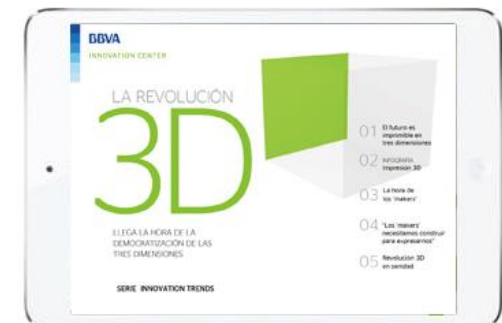 BBVA
INNOVATION CENTER
LA REVOLUCIÓN
3D
LLEGA LA HORA DE LA
DEMOCRATIZACIÓN DE LAS
TRES DIMENSIONES
SERIE INNOVATION TRENDS
01 El futuro es
imprimible en
tres dimensiones
02 INFOGRAFÍA
Impresión 3D
03 La hora de
los 'makers'
04 "Los 'makers'
necesitamos construir
para expresarnos"
05 Revolución 3D
en sanidad